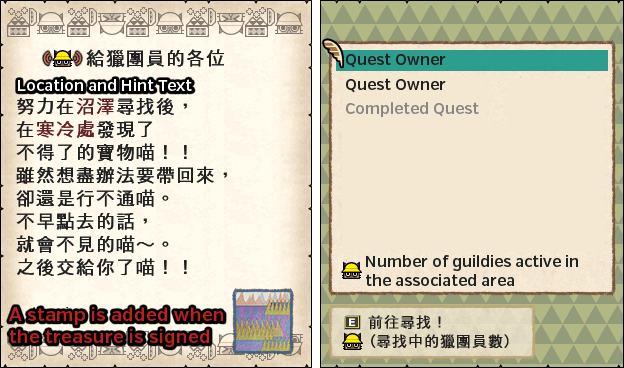 給獵團員的各位
Location and Hint Text
努力在沼澤尋找後，
在寒冷處發現了
不得了的寶物喵！！
雖然想盡辦法要帶回來，
卻還是行不通喵。
不早點去的話，
就會不見的喵～。
之後交給你了喵！！
A stamp is added when
the treasure is signed
Quest Owner
Quest Owner
Completed Quest
Number of guildies active in
the associated area
E 前往尋找！
（尋找中的獵團員數）